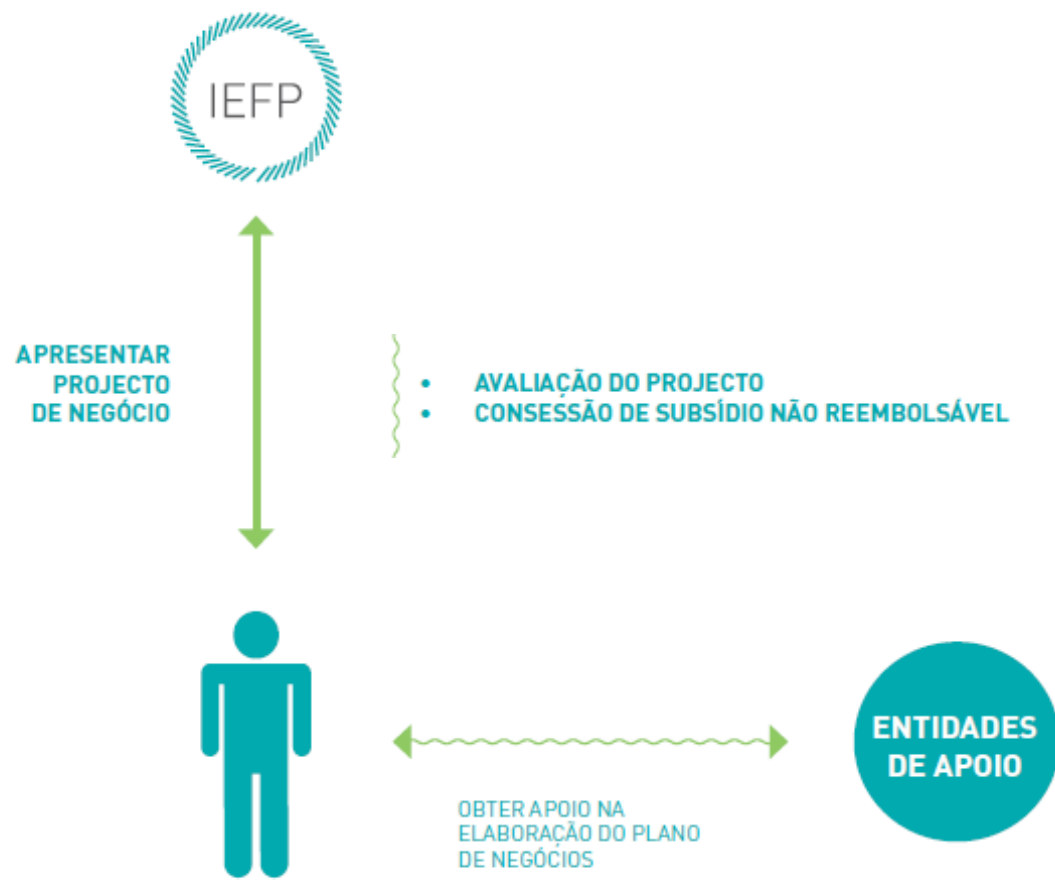 IEFP
APRESENTAR
PROJECTO
DE NEGÓCIO
• AVALIAÇÃO DO PROJECTO
• CONSESSÃO DE SUBSÍDIO NÃO REEMBOLSÁVEL
ENTIDADES
DE APOIO
OBTER APOIO NA
ELABORAÇÃO DO PLANO
DE NEGÓCIOS